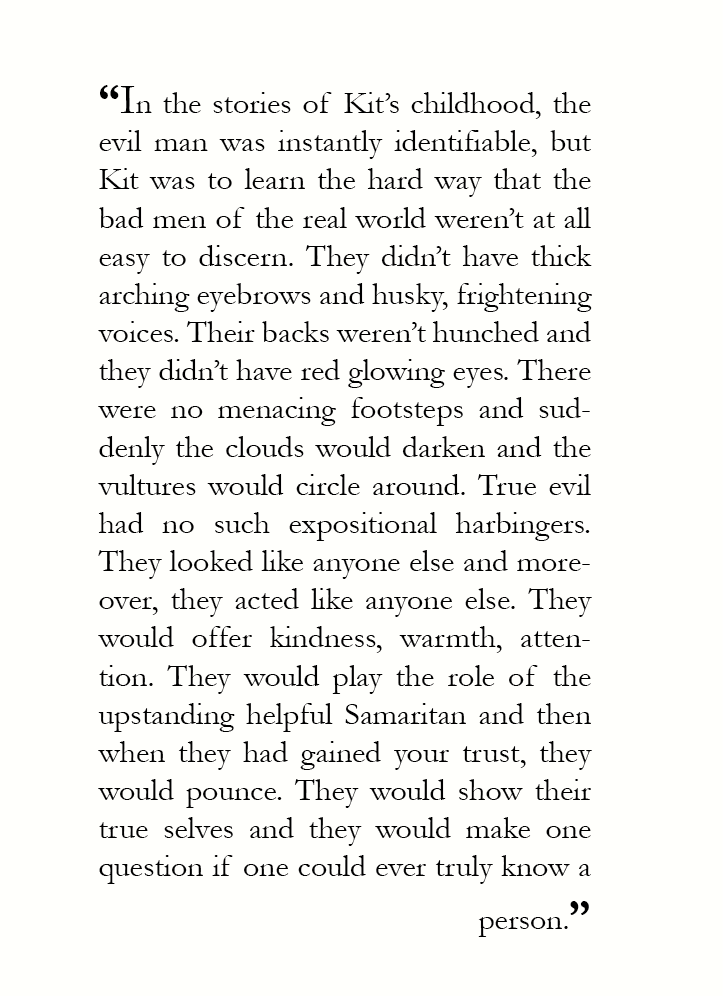 “In the stories of Kit’s childhood, the
evil man was instantly identifiable, but
Kit was to learn the hard way that the
bad men of the real world weren’t at all
easy to discern. They didn’t have thick
arching eyebrows and husky, frightening
voices. Their backs weren’t hunched and
they didn’t have red glowing eyes. There
were no menacing footsteps and sud-
denly the clouds would darken and the
vultures would circle around. True evil
had no such expositional harbingers.
They looked like anyone else and more-
over, they acted like anyone else. They
would offer kindness, warmth, atten-
tion. They would play the role of the
upstanding helpful Samaritan and then
when they had gained your trust, they
would pounce. They would show their
true selves and they would make one
question if one could ever truly know a
person.”